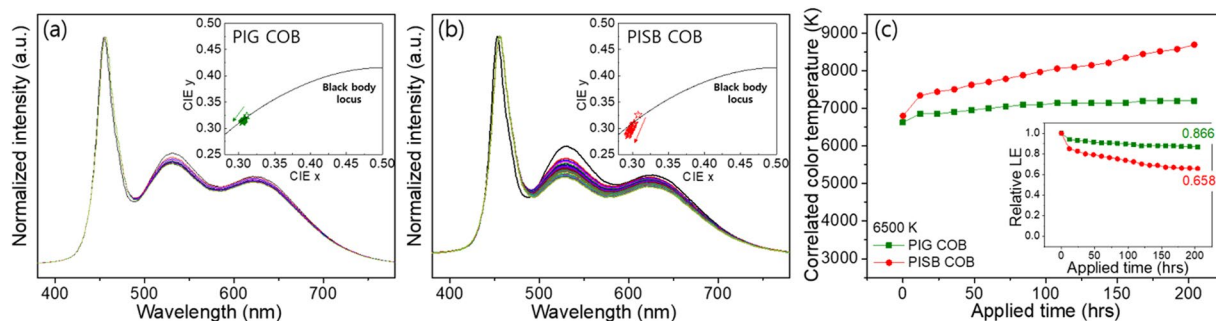 (a)
PIG COB
0.50
0.45
0.40
0.35
0.30
0.25
CIE y
Black body
locus
0.30 0.35 0.40 0.45 0.50
CIE x
Normalized intensity (a.u.)
400 500 600 700
Wavelength (nm)
(b)
PISB COB
0.50
0.45
0.40
0.35
0.30
0.25
CIE y
Black body
locus
0.30 0.35 0.40 0.45 0.50
CIE x
Normalized intensity (a.u.)
400 500 600 700
Wavelength (nm)
(c)
Correlated color temperature (K)
9000
8000
7000
6000
5000
4000
3000
6500 K
PIG COB
PISB COB
Relative LE
1.0
0.8
0.6
0.4
0.2
0.0
0.866
0.658
0 50 100 150 200
Applied time (hrs)
0 50 100 150 200
Applied time (hrs)